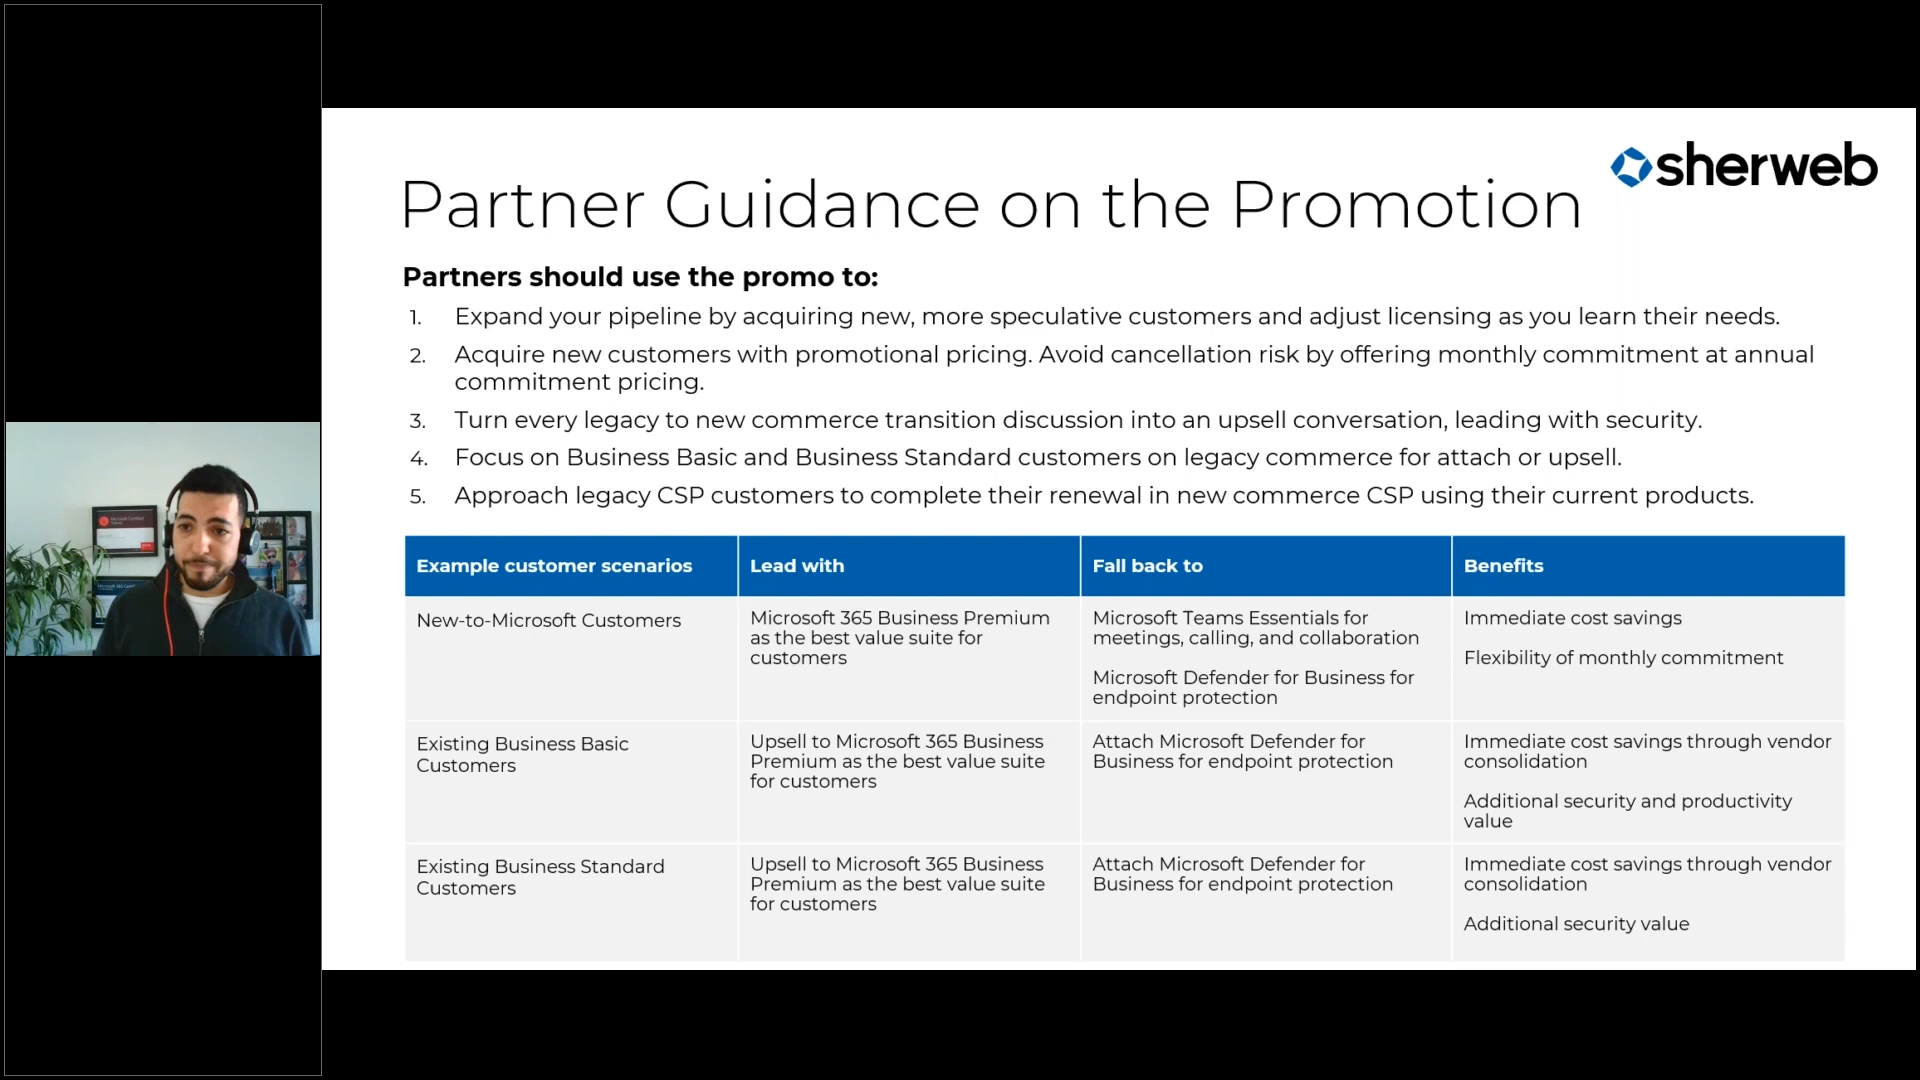 sherweb
Partner Guidance on the Promotion
Partners should use the promo to:
1. Expand your pipeline by acquiring new, more speculative customers and adjust licensing as you learn their needs.
2. Acquire new customers with promotional pricing. Avoid cancellation risk by offering monthly commitment at annual
commitment pricing.
3. Turn every legacy to new commerce transition discussion into an upsell conversation, leading with security.
4. Focus on Business Basic and Business Standard customers on legacy commerce for attach or upsell.
5. Approach legacy CSP customers to complete their renewal in new commerce CSP using their current products.
Example customer scenarios
Lead with
Fall back to
Benefits
New-to-Microsoft Customers
Microsoft 365 Business Premium
as the best value suite for
customers
Microsoft Teams Essentials for
meetings, calling, and collaboration
Microsoft Defender for Business for
endpoint protection
Immediate cost savings
Flexibility of monthly commitment
Existing Business Basic
Customers
Upsell to Microsoft 365 Business
Premium as the best value suite
for customers
Attach Microsoft Defender for
Business for endpoint protection
Immediate cost savings through vendor
consolidation
Additional security and productivity
value
Existing Business Standard
Customers
Upsell to Microsoft 365 Business
Premium as the best value suite
for customers
Attach Microsoft Defender for
Business for endpoint protection
Immediate cost savings through vendor
consolidation
Additional security value